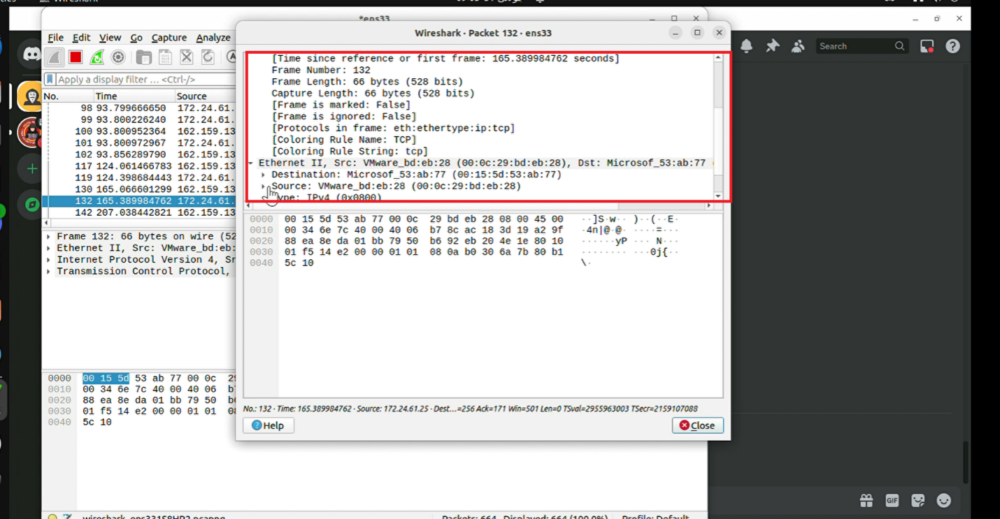 Wireshark
*ens33
File Edit View Go Capture Analyze
Apply a display filter … <Ctrl-/>
No. Time Source
98 93.799666650 172.24.61.
99 93.800226240 172.24.61.
100 93.800952364 162.159.13
101 93.800972967 172.24.61.
102 93.856289790 162.159.13
117 124.061466783 162.159.13
119 124.398684443 172.24.61.
130 165.066601299 162.159.13
132 165.389984762 172.24.61.
142 207.038442821 162.159.13
Frame 132: 66 bytes on wire (52
Ethernet II, Src: VMware_bd:eb:
Internet Protocol Version 4, Sr
Transmission Control Protocol,
0000 00 15 5d 53 ab 77 00 0c 29
0010 00 34 6e 7c 40 00 40 06
0020 88 ea 8e da 01 bb 79 50
0030 01 f5 14 e2 00 00 01 01
0040 5c 10
Wireshark · Packet 132 · ens33
[Time since reference or first frame: 165.389984762 seconds]
Frame Number: 132
Frame Length: 66 bytes (528 bits)
Capture Length: 66 bytes (528 bits)
[Frame is marked: False]
[Frame is ignored: False]
[Protocols in frame: eth:ethertype:ip:tcp]
[Coloring Rule Name: TCP]
[Coloring Rule String: tcp]
Ethernet II, Src: VMware_bd:eb:28 (00:0c:29:bd:eb:28), Dst: Microsof_53:ab:77
Destination: Microsof_53:ab:77 (00:15:5d:53:ab:77)
Source: VMware_bd:eb:28 (00:0c:29:bd:eb:28)
Type: IPv4 (0x0800)
0000 00 15 5d 53 ab 77 00 0c 29 bd eb 28 08 00 45 00 ··]S·w·· )··(··E·
0010 00 34 6e 7c 40 00 40 06 b7 8c ac 18 3d 19 a2 9f ·4n|@·@· ····=···
0020 88 ea 8e da 01 bb 79 50 b6 92 eb 20 4e 1e 80 10 ······yP ··· N···
0030 01 f5 14 e2 00 00 01 01 08 0a b0 30 6a 7b 80 b1 ········ ···0j{··
0040 5c 10 \·
No.: 132 · Time: 165.389984762 · Source: 172.24.61.25 · Dest…=256 Ack=171 Win=501 Len=0 TSval=2955963003 TSecr=2159107088
Help
Close
Search
GIF
Packets: 664 · Displayed: 664 (100.0%)
Profile: Default